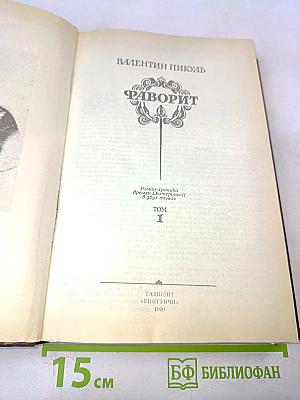 ВАЛЕНТИН ПИКУЛЬ
ФАВОРИТ
Роман-хроника
времен Екатерины II
В двух томах
ТОМ
1
ТАШКЕНТ
«УКИТУВЧИ»
1990
15 см
БФ БИБЛИОФАН